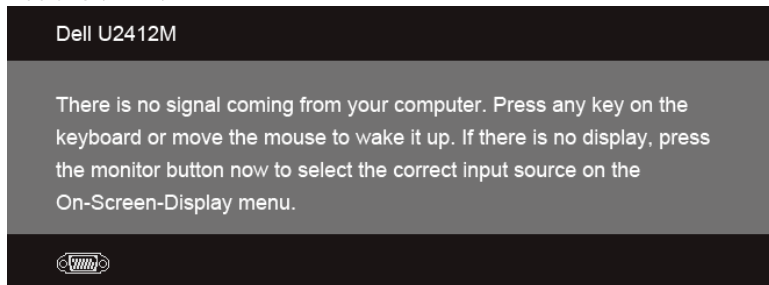 Dell U2412M
There is no signal coming from your computer. Press any key on the
keyboard or move the mouse to wake it up. If there is no display, press
the monitor button now to select the correct input source on the
On-Screen-Display menu.